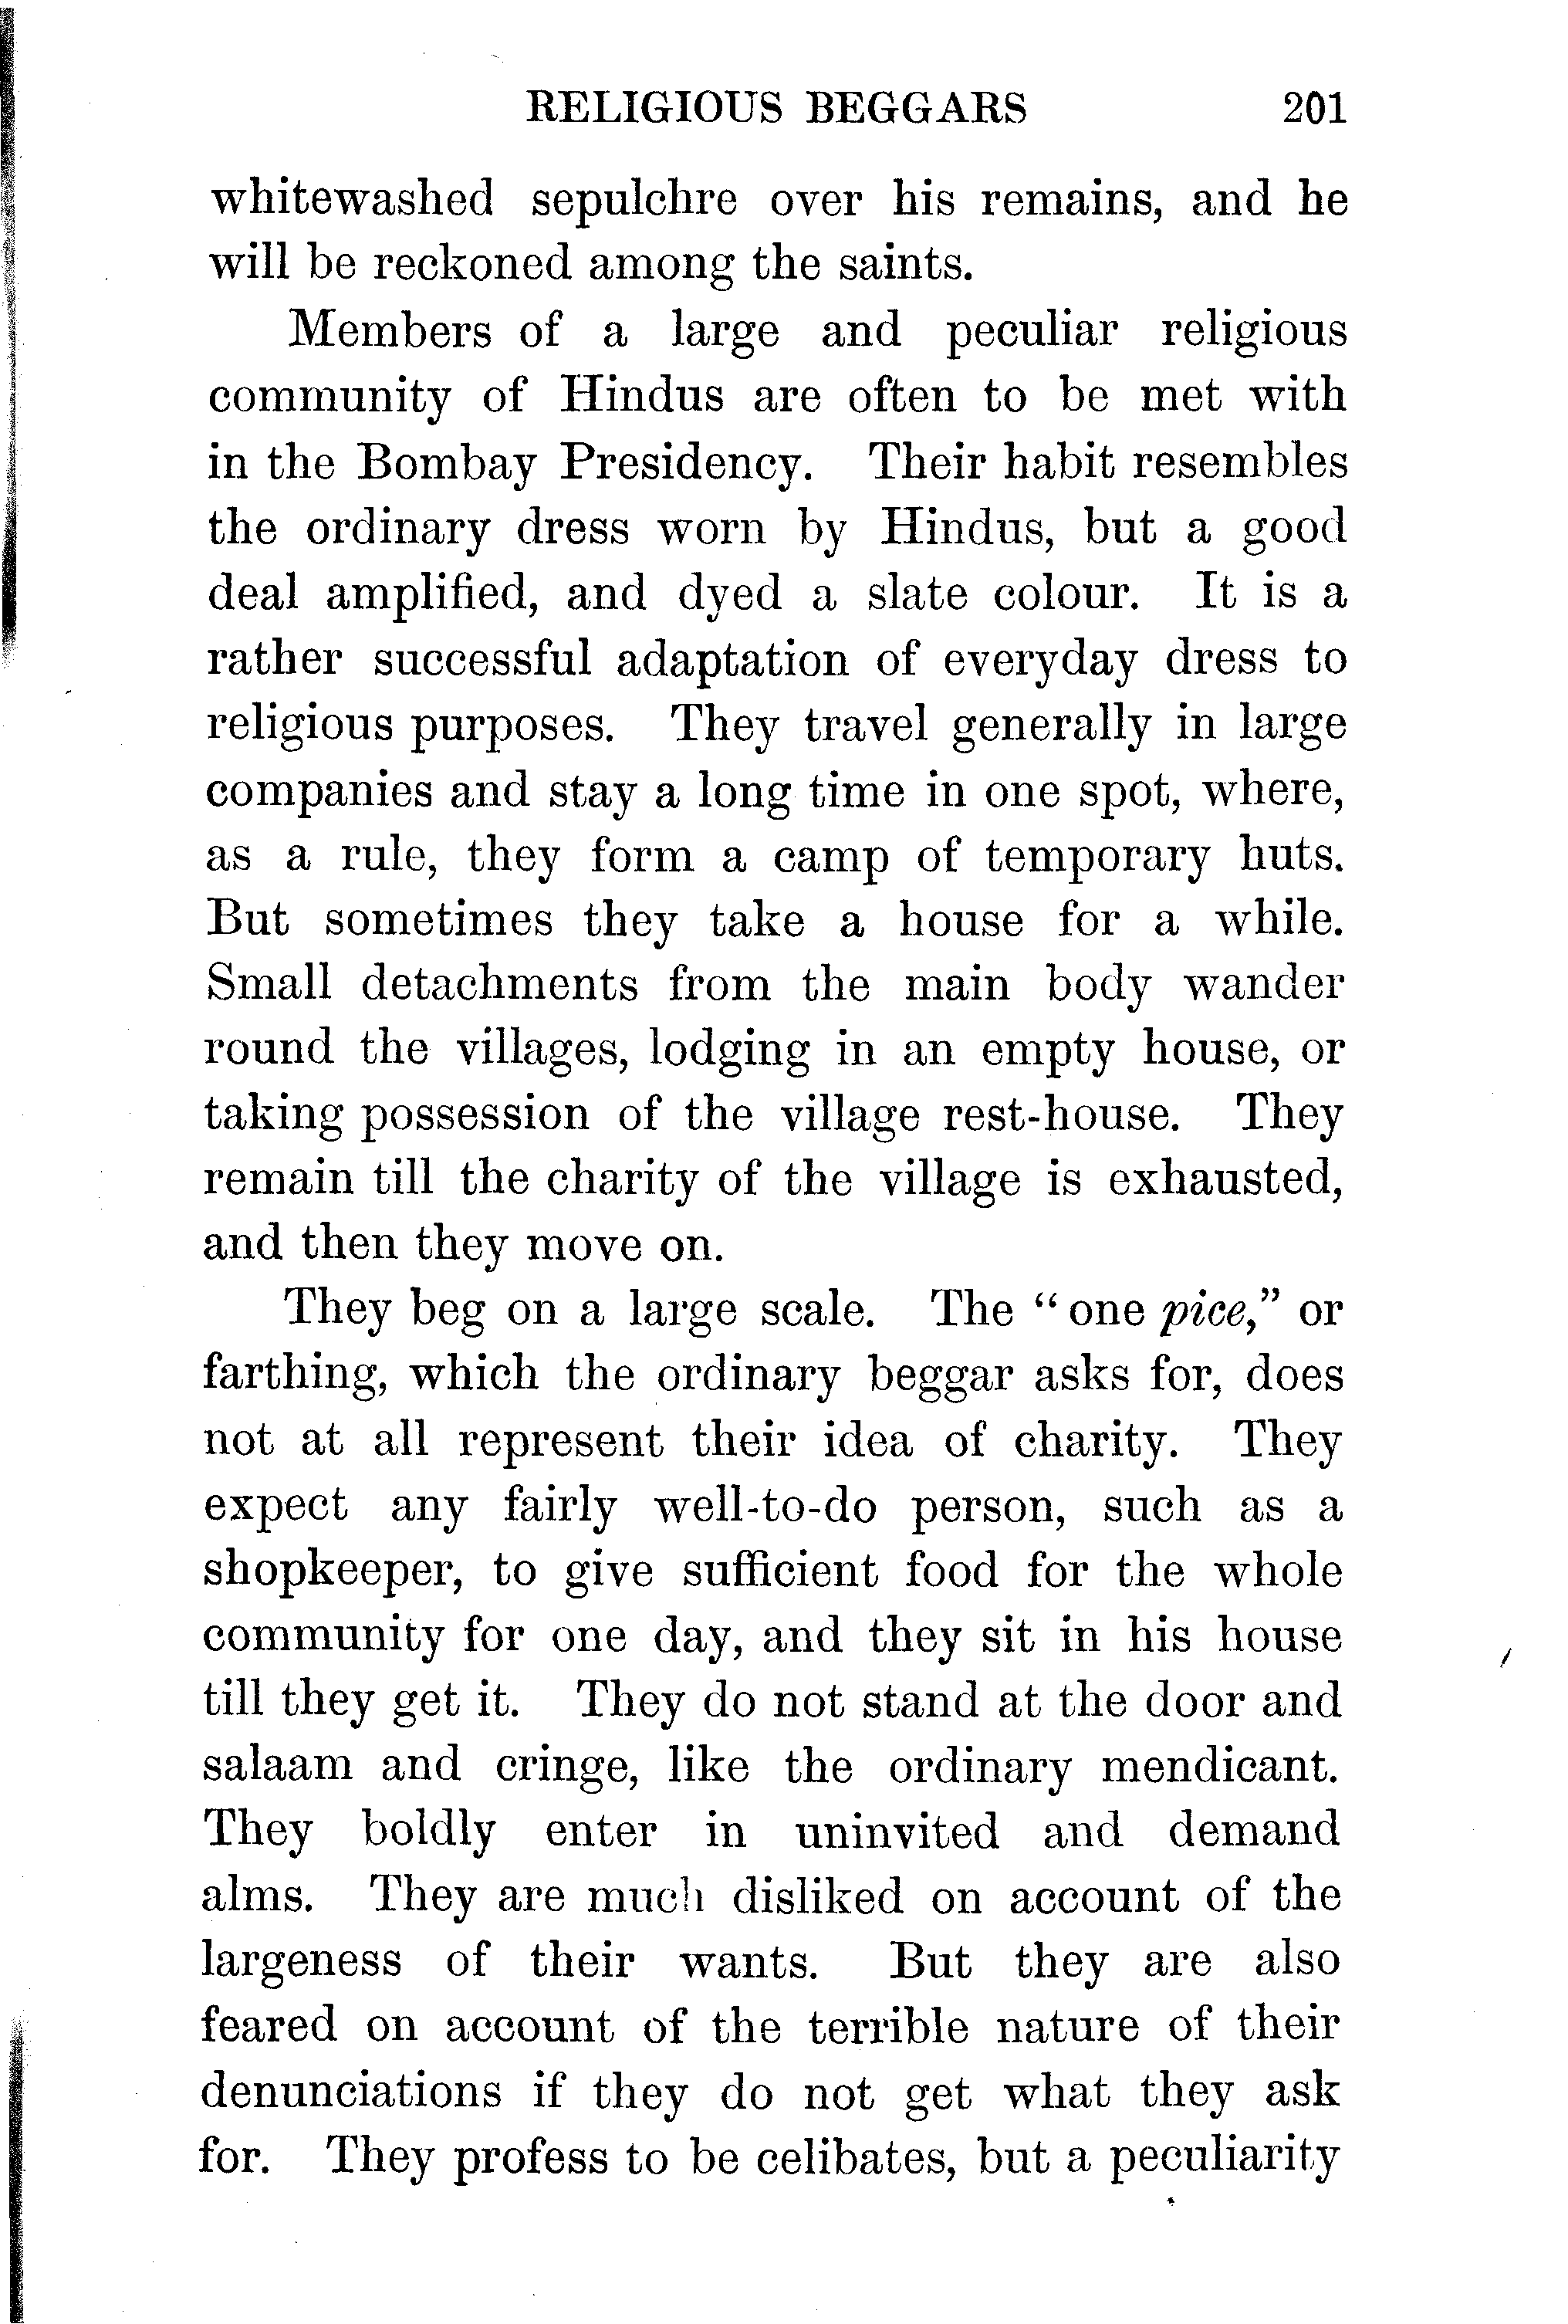 RELIGIOUS BEGGARS 201
whitewashed sepulchre over his remains, and he
will be reckoned among the saints.
Members of a large and peculiar religious
community of Hindus are often to be met with
in the Bombay Presidency. Their habit resembles
the ordinary dress worn by Hindus, but a good
deal amplified, and dyed a slate colour. It is a
rather successful adaptation of everyday dress to
religious purposes. They travel generally in large
companies and stay a long time in one spot, where,
as a rule, they form a camp of temporary huts.
But sometimes they take a house for a while.
Small detachments from the main body wander
round the villages, lodging in an empty house, or
taking possession of the village rest-house. They
remain till the charity of the village is exhausted,
and then they move on.
They beg on a large scale. The “one pice,” or
farthing, which the ordinary beggar asks for, does
not at all represent their idea of charity. They
expect any fairly well-to-do person, such as a
shopkeeper, to give sufficient food for the whole
community for one day, and they sit in his house
till they get it. They do not stand at the door and
salaam and cringe, like the ordinary mendicant.
They boldly enter in uninvited and demand
alms. They are much disliked on account of the
largeness of their wants. But they are also
feared on account of the terrible nature of their
denunciations if they do not get what they ask
for. They profess to be celibates, but a peculiarity